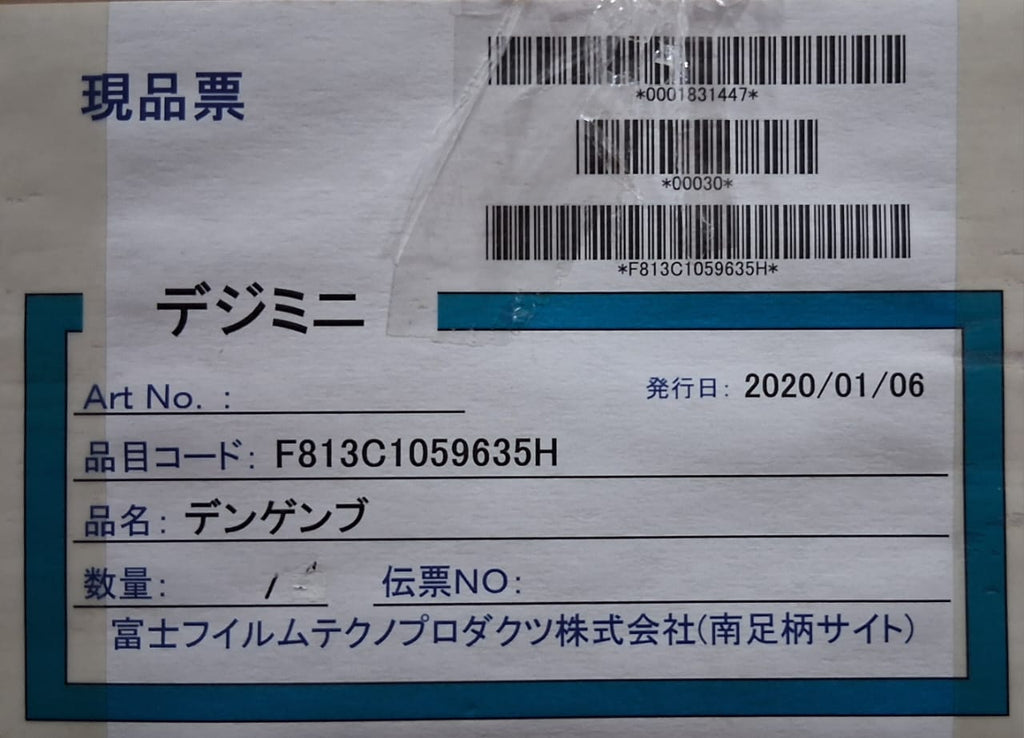 現品票
*0001831447*
*00030*
*F813C1059635H*
デジミニ
Art No. :
発行日: 2020/01/06
品目コード: F813C1059635H
品名: デンゲンブ
数量: 1
伝票NO:
富士フイルムテクノプロダクツ株式会社(南足柄サイト)